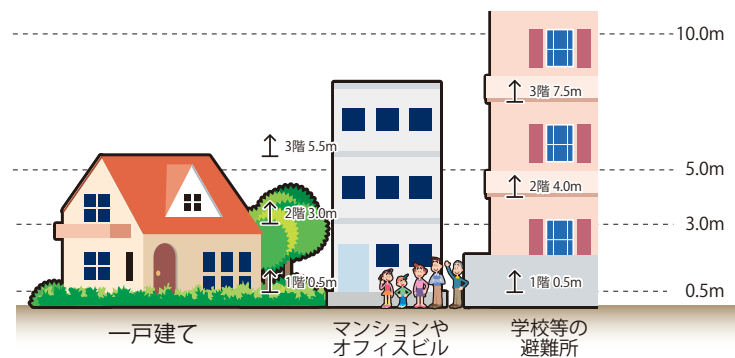 10.0m
3階 7.5m
3階 5.5m
5.0m
2階 4.0m
2階 3.0m
3.0m
1階 0.5m
1階 0.5m
0.5m
一戸建て
マンションや
オフィスビル
学校等の
避難所